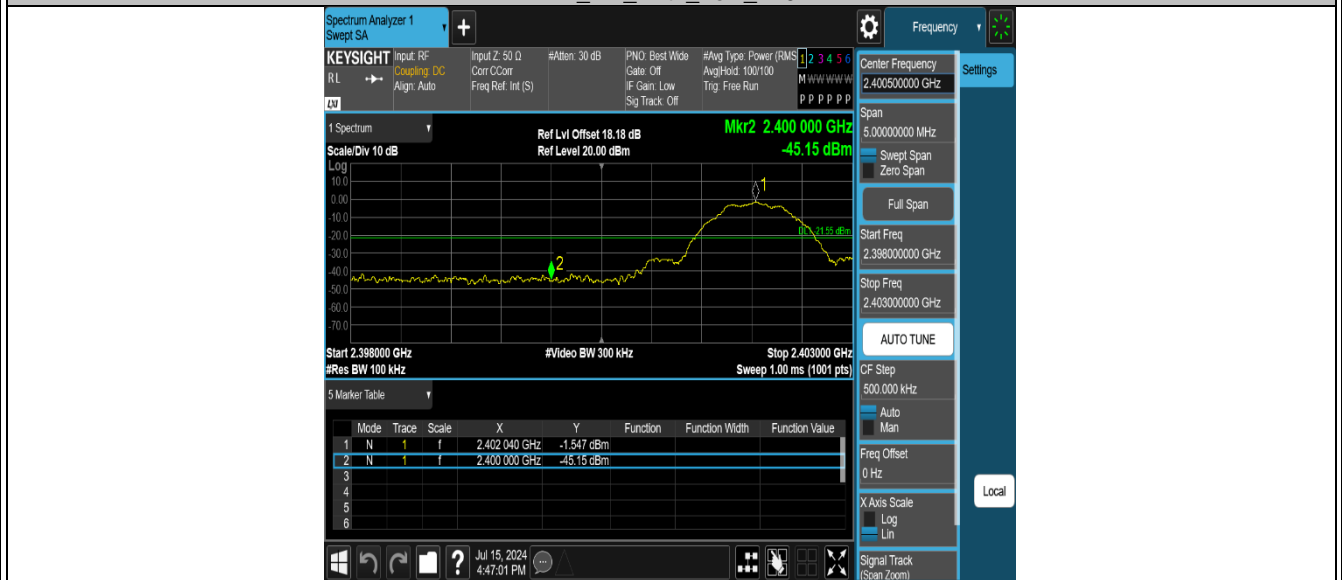 Spectrum Analyzer 1
Swept SA
+
Frequency
KEYSIGHT
RL
LXI
Input: RF
Coupling: DC
Align: Auto
Input Z: 50 Ω
Corr CCorr
Freq Ref: Int (S)
#Atten: 30 dB
PNO: Best Wide
Gate: Off
IF Gain: Low
Sig Track: Off
#Avg Type: Power (RMS
Avg|Hold: 100/100
Trig: Free Run
1 2 3 4 5 6
M W W W W W
P P P P P P
1 Spectrum
Scale/Div 10 dB
Ref Lvl Offset 18.18 dB
Ref Level 20.00 dBm
Mkr2 2.400 000 GHz
-45.15 dBm
Log
10.0
0.00
-10.0
-20.0
-30.0
-40.0
-50.0
-60.0
-70.0
1
2
DL1 -21.55 dBm
Start 2.398000 GHz
#Video BW 300 kHz
Stop 2.403000 GHz
#Res BW 100 kHz
Sweep 1.00 ms (1001 pts)
5 Marker Table
Mode Trace Scale X Y Function Function Width Function Value
1 N 1 f 2.402 040 GHz -1.547 dBm
2 N 1 f 2.400 000 GHz -45.15 dBm
3
4
5
6
?
Jul 15, 2024
4:47:01 PM
Center Frequency
2.400500000 GHz
Span
5.00000000 MHz
Swept Span
Zero Span
Full Span
Start Freq
2.398000000 GHz
Stop Freq
2.403000000 GHz
AUTO TUNE
CF Step
500.000 kHz
Auto
Man
Freq Offset
0 Hz
X Axis Scale
Log
Lin
Signal Track
(Span Zoom)
Settings
Local